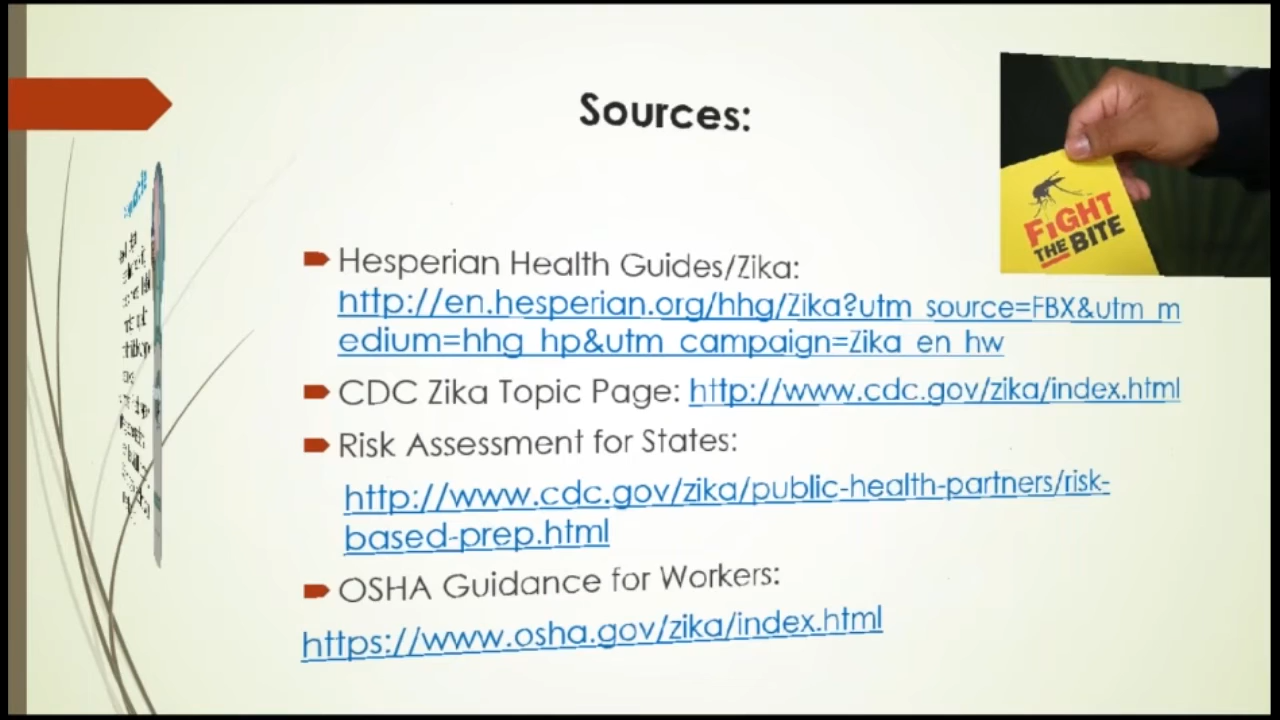 Sources:
FiGHT
THE BITE
Hesperian Health Guides/Zika:
http://en.hesperian.org/hhg/Zika?utm_source=FBX&utm_m
edium=hhg_hp&utm_campaign=Zika_en_hw
CDC Zika Topic Page: http://www.cdc.gov/zika/index.html
Risk Assessment for States:
http://www.cdc.gov/zika/public-health-partners/risk-
based-prep.html
OSHA Guidance for Workers:
https://www.osha.gov/zika/index.html